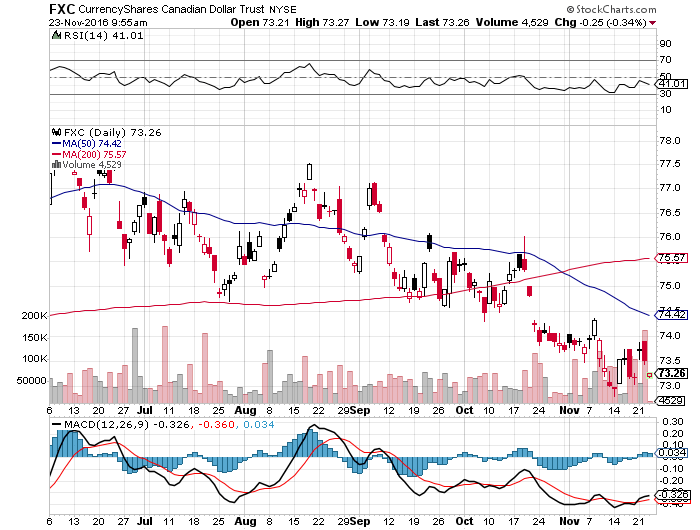 FXC CurrencyShares Canadian Dollar Trust NYSE © StockCharts.com
23-Nov-2016 9:55am Open 73.21 High 73.27 Low 73.19 Last 73.26 Volume 4,529 Chg -0.25 (-0.34%)
RSI(14) 41.01
90
70
50
41.01
30
10
FXC (Daily) 73.26
MA(50) 74.42
MA(200) 75.57
Volume 4,529
78.0
77.5
77.0
76.5
76.0
75.57
75.0
74.42
74.0
73.5
73.26
73.0
4529
200K
150K
100K
50000
6 13 20 27 Jul 11 18 25 Aug 8 15 22 29 Sep 12 19 26 Oct 10 17 24 Nov 7 14 21
MACD(12,26,9) -0.326, -0.360, 0.034
0.30
0.20
0.10
0.034
-0.10
-0.20
-0.326
6 13 20 27 Jul 11 18 25 Aug 8 15 22 29 Sep 12 19 26 Oct 10 17 24 Nov 7 14 21